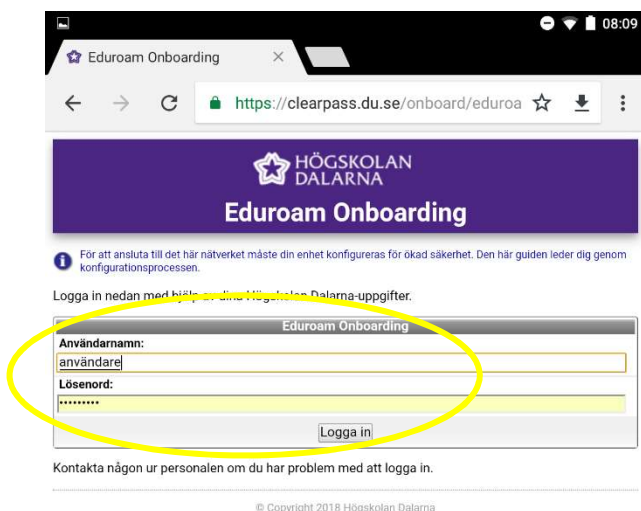 08:09
Eduroam Onboarding
https://clearpass.du.se/onboard/eduroa
HÖGSKOLAN
DALARNA
Eduroam Onboarding
För att ansluta till det här nätverket måste din enhet konfigureras för ökad säkerhet. Den här guiden leder dig genom
konfigurationsprocessen.
Logga in nedan med hjälp av dina Högskolan Dalarna-uppgifter.
Eduroam Onboarding
Användarnamn:
användare
Lösenord:
•••••••••
Logga in
Kontakta någon ur personalen om du har problem med att logga in.
© Copyright 2018 Högskolan Dalarna